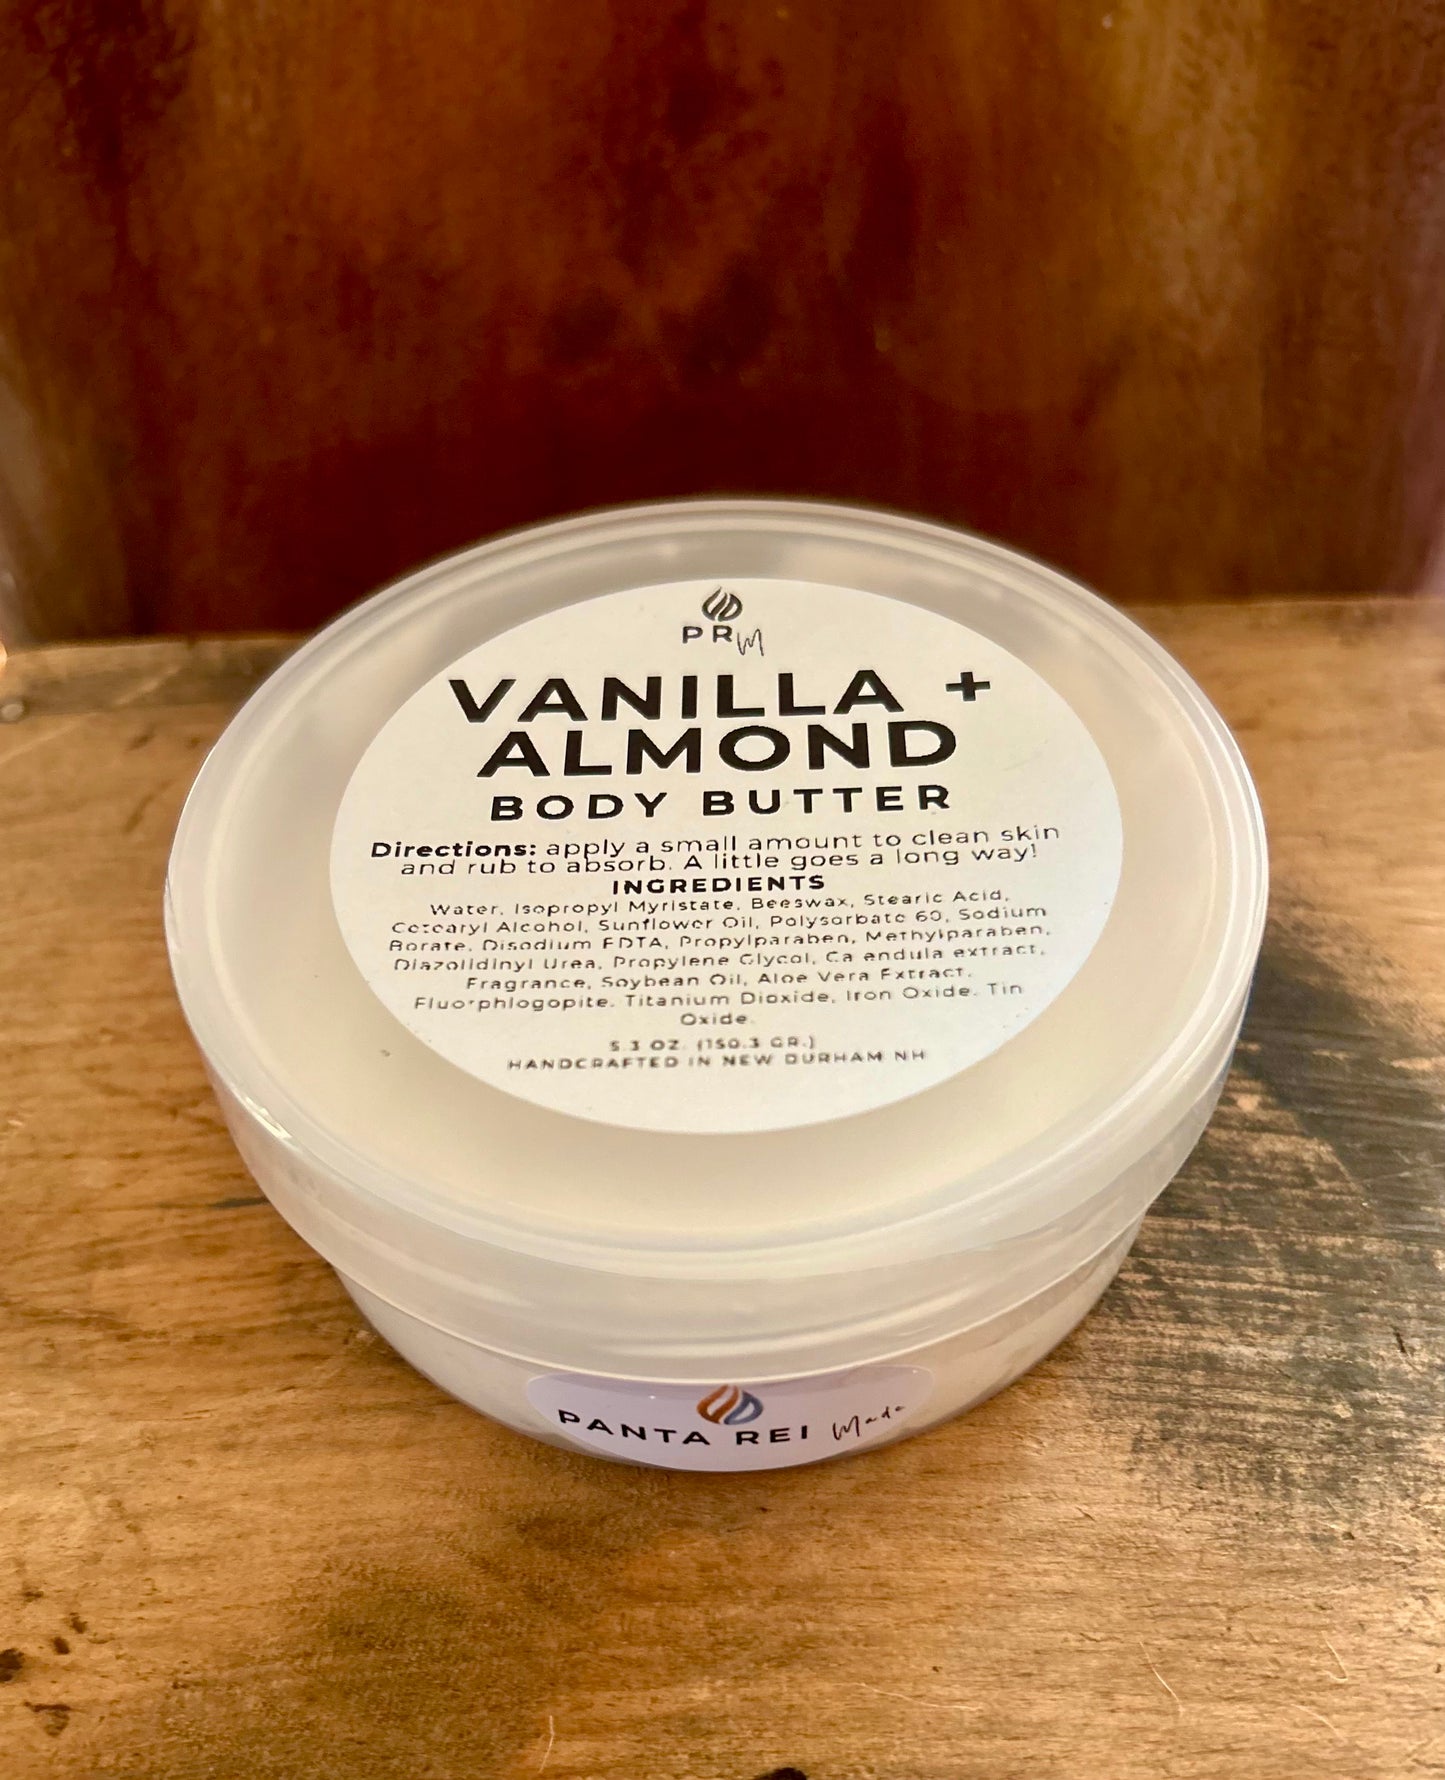 PRM
VANILLA +
ALMOND
BODY BUTTER
Directions: apply a small amount to clean skin
and rub to absorb. A little goes a long way!
INGREDIENTS
Water, Isopropyl Myristate, Beeswax, Stearic Acid,
Cetearyl Alcohol, Sunflower Oil, Polysorbate 60, Sodium
Borate, Disodium EDTA, Propylparaben, Methylparaben,
Diazolidinyl Urea, Propylene Glycol, Calendula extract,
Fragrance, Soybean Oil, Aloe Vera Extract.
Fluorphlogopite, Titanium Dioxide, Iron Oxide. Tin
Oxide.
5.3 OZ. (150.3 GR.)
HANDCRAFTED IN NEW DURHAM NH
PANTA REI Made